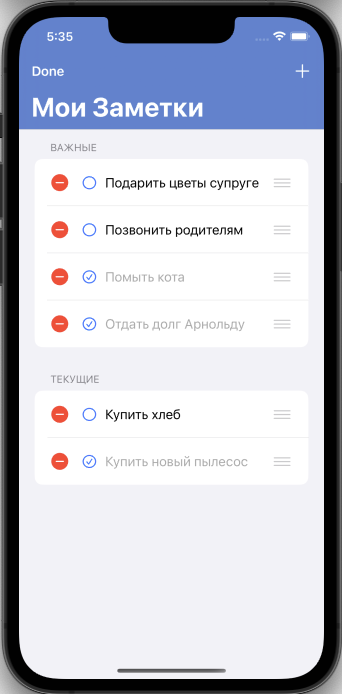 5:35
Done
Мои Заметки
ВАЖНЫЕ
Подарить цветы супруге
Позвонить родителям
Помыть кота
Отдать долг Арнольду
ТЕКУЩИЕ
Купить хлеб
Купить новый пылесос